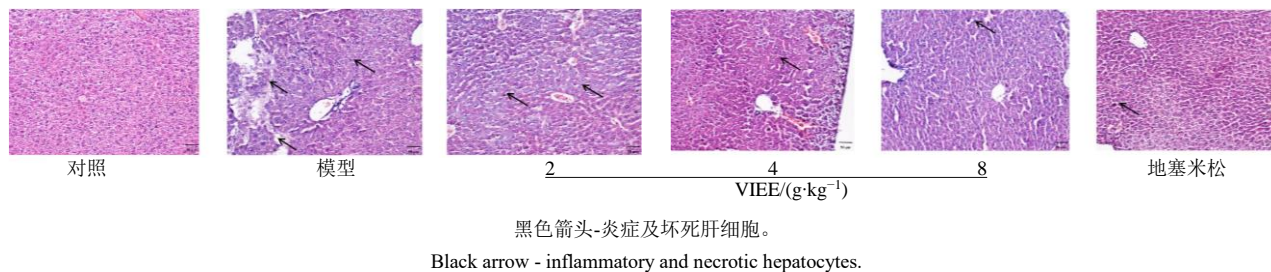 对照 模型 2 4 8 地塞米松
VIEE/(g·kg⁻¹)
黑色箭头-炎症及坏死肝细胞。
Black arrow - inflammatory and necrotic hepatocytes.